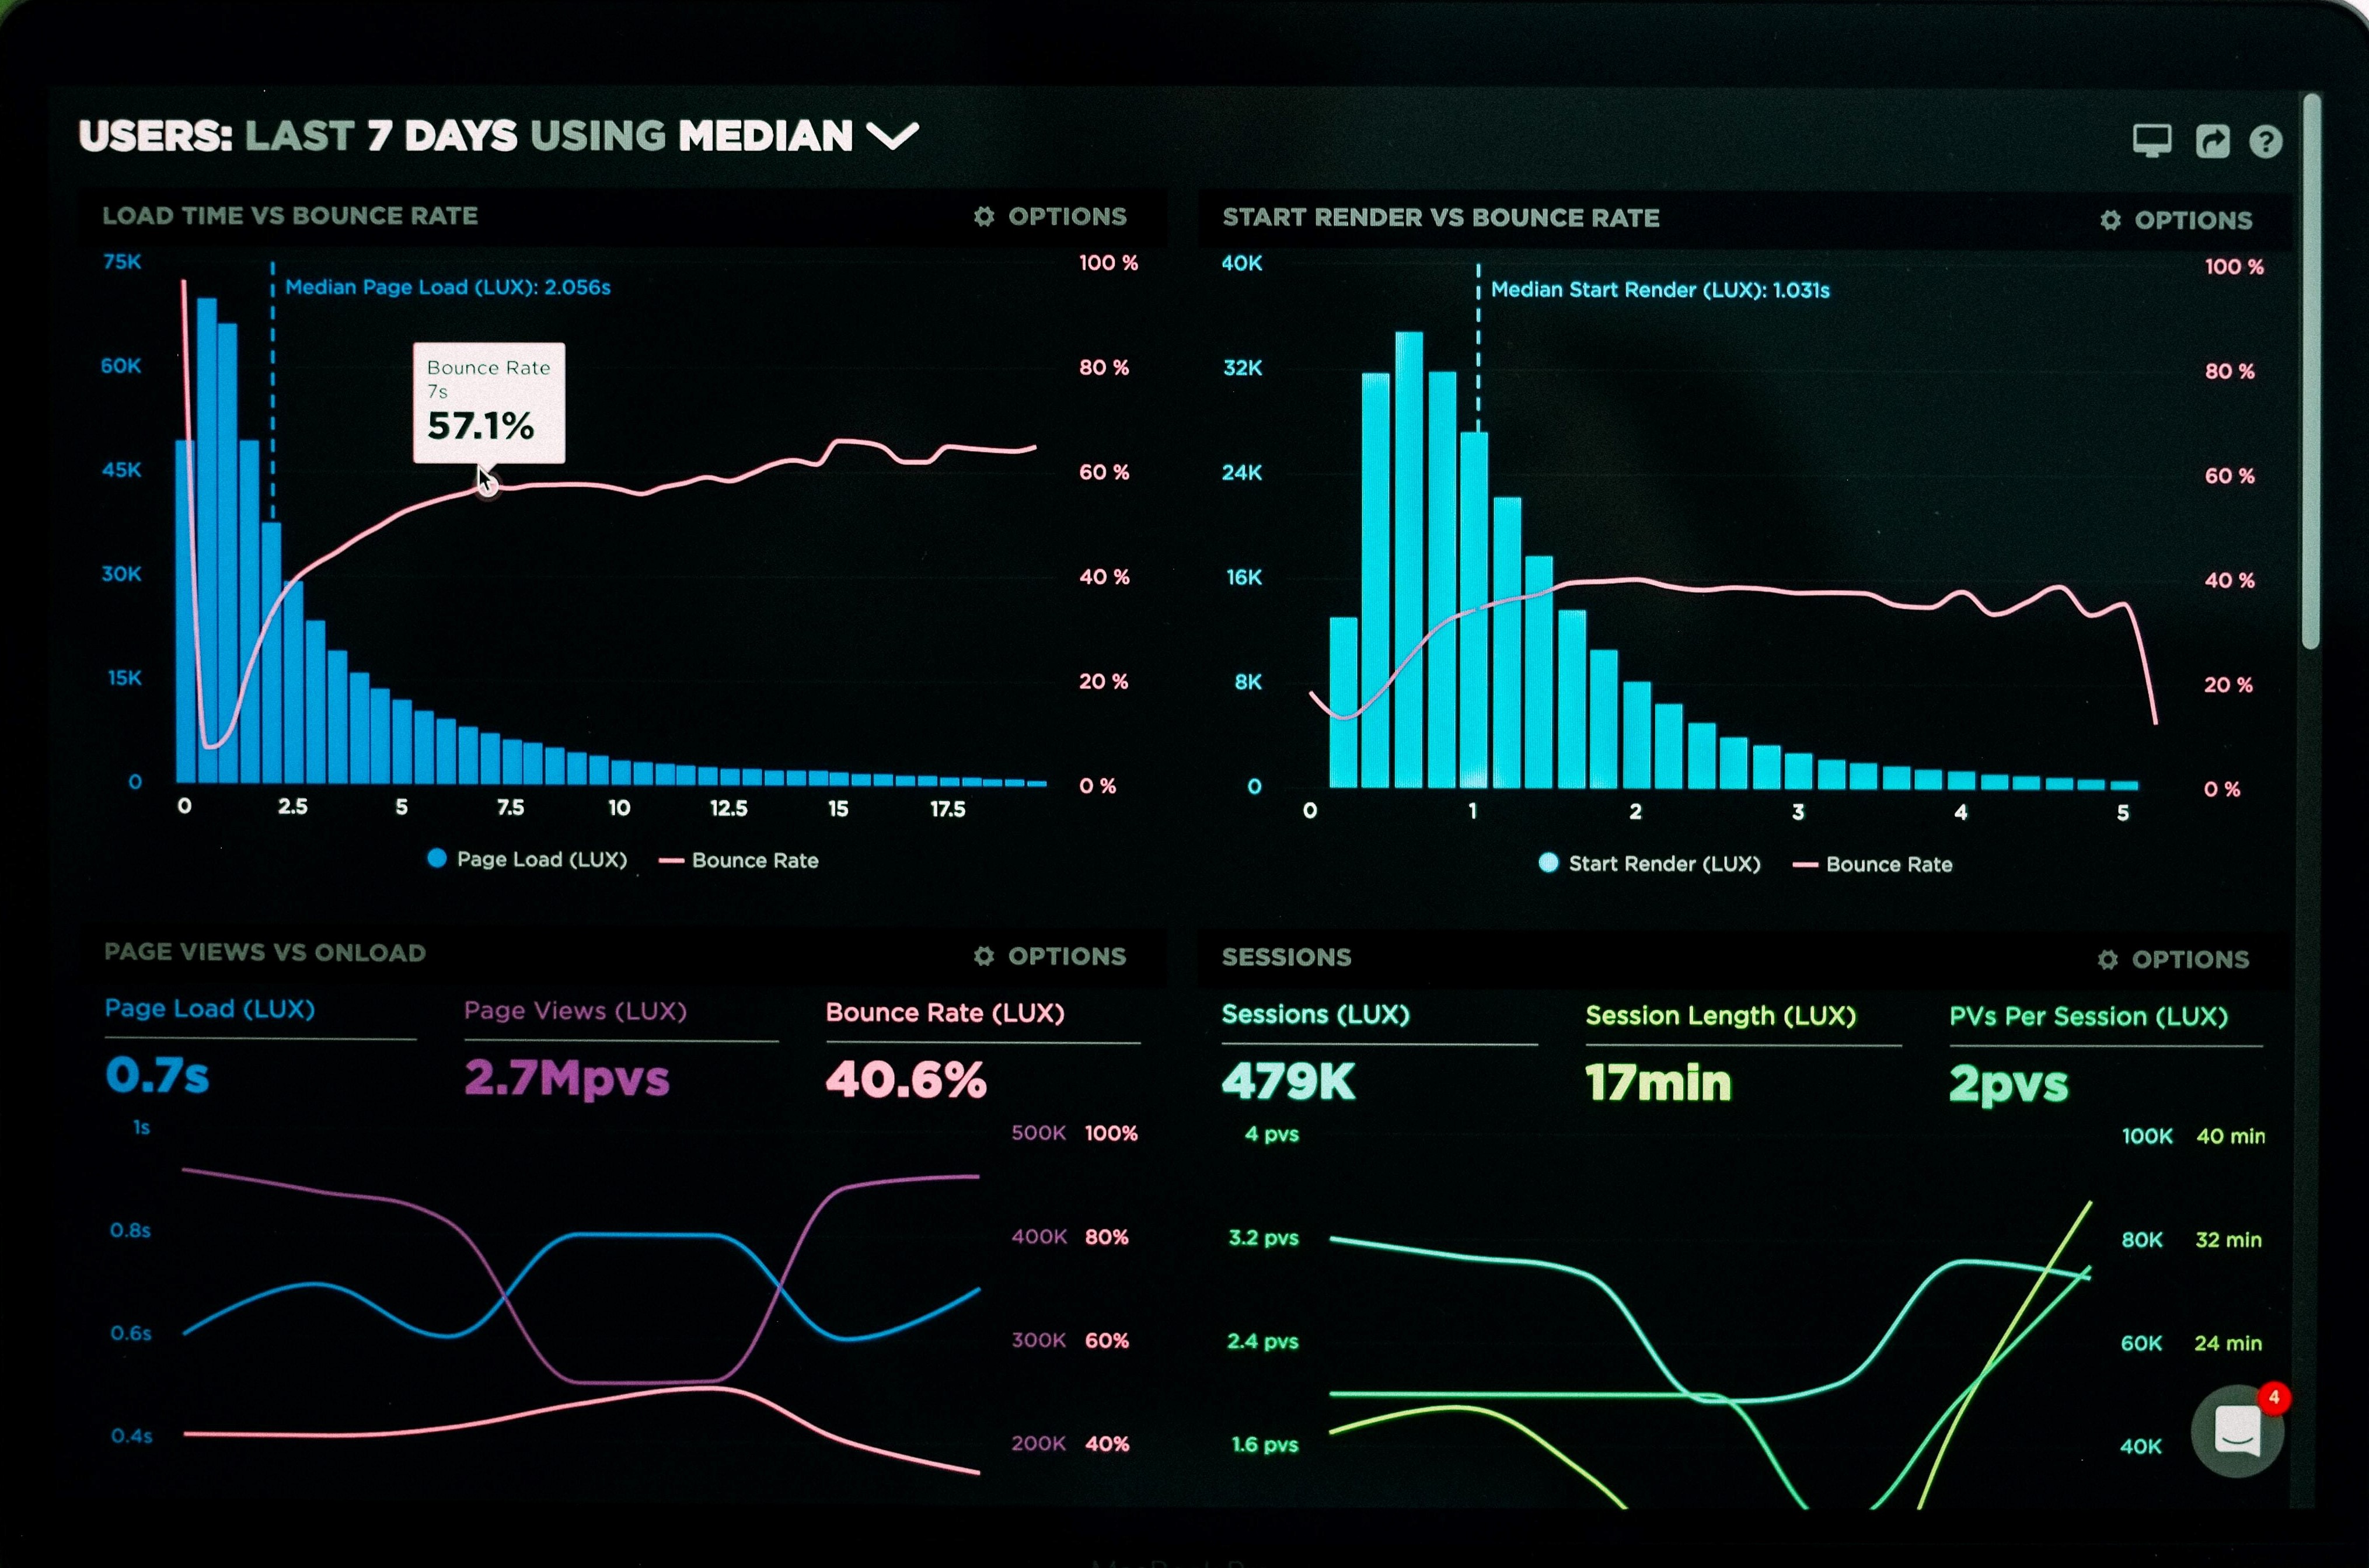 USERS: LAST 7 DAYS USING MEDIAN
LOAD TIME VS BOUNCE RATE
OPTIONS
75K
60K
45K
30K
15K
0
Median Page Load (LUX): 2.056s
Bounce Rate
7s
57.1%
100 %
80 %
60 %
40 %
20 %
0 %
0 2.5 5 7.5 10 12.5 15 17.5
Page Load (LUX) Bounce Rate
START RENDER VS BOUNCE RATE
OPTIONS
40K
32K
24K
16K
8K
0
Median Start Render (LUX): 1.031s
100 %
80 %
60 %
40 %
20 %
0 %
0 1 2 3 4 5
Start Render (LUX) Bounce Rate
PAGE VIEWS VS ONLOAD
OPTIONS
Page Load (LUX) Page Views (LUX) Bounce Rate (LUX)
0.7s 2.7Mpvs 40.6%
1s
0.8s
0.6s
0.4s
500K 100%
400K 80%
300K 60%
200K 40%
SESSIONS
OPTIONS
Sessions (LUX) Session Length (LUX) PVs Per Session (LUX)
479K 17min 2pvs
4 pvs
3.2 pvs
2.4 pvs
1.6 pvs
100K 40 min
80K 32 min
60K 24 min
40K
4